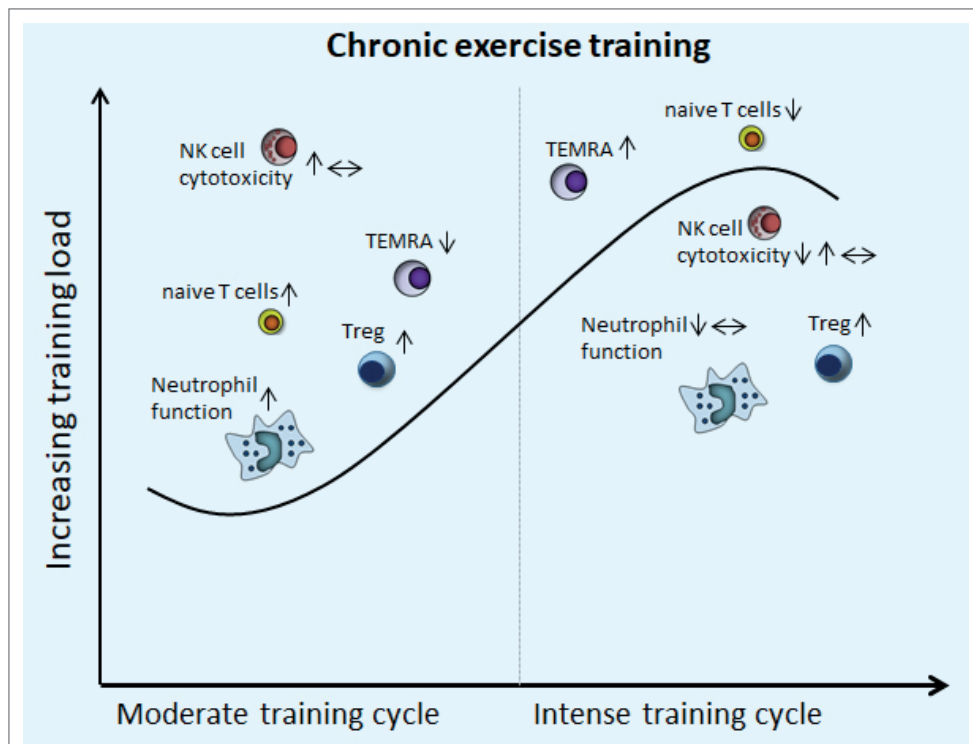 Chronic exercise training
Increasing training load
NK cell
cytotoxicity ↑ ↔
TEMRA ↓
naive T cells ↑
Treg ↑
Neutrophil ↑
function
TEMRA ↑
naive T cells ↓
NK cell
cytotoxicity ↓ ↑ ↔
Neutrophil ↓ ↔
function
Treg ↑
Moderate training cycle
Intense training cycle